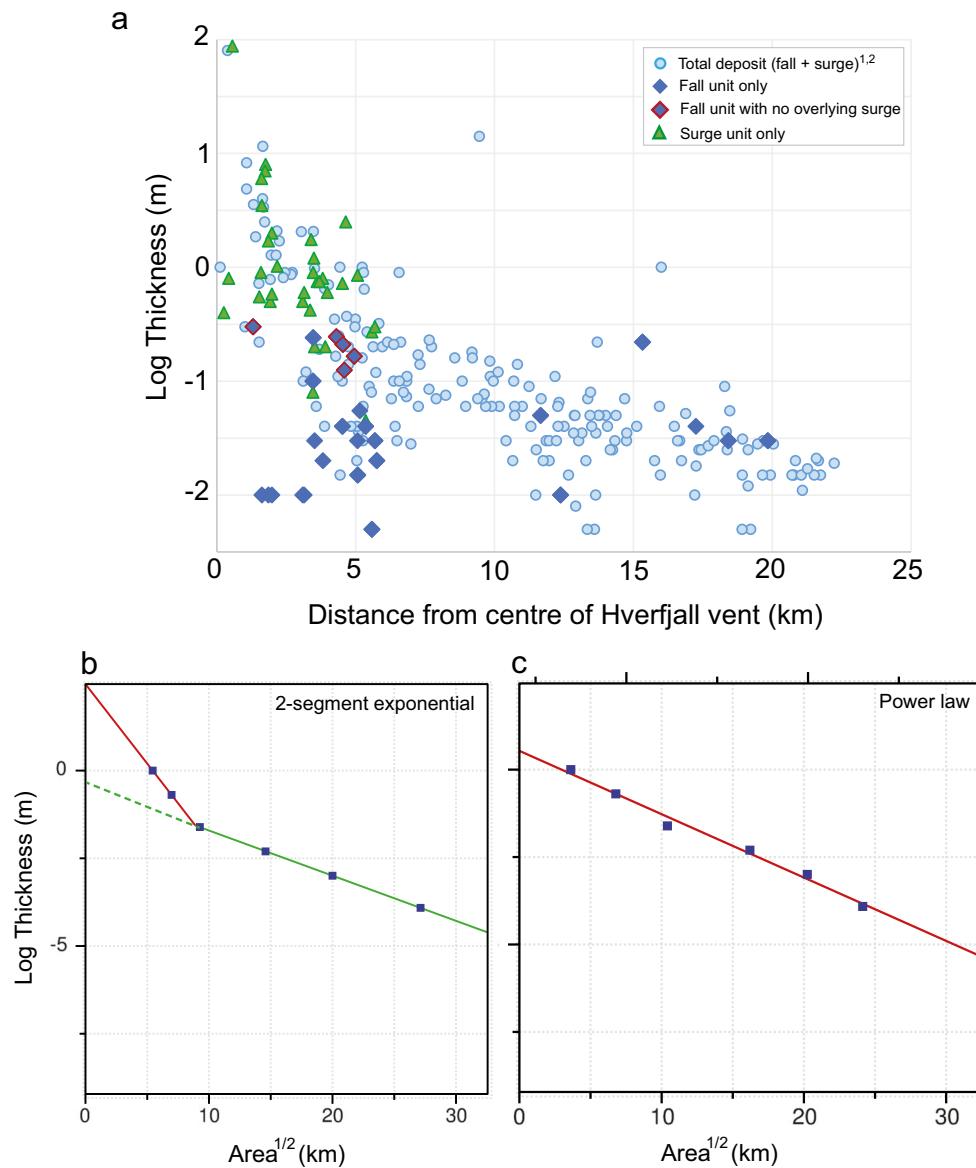 a
2
1
0
-1
-2
Log Thickness (m)
Total deposit (fall + surge)1,2
Fall unit only
Fall unit with no overlying surge
Surge unit only
0
5
10
15
20
25
Distance from centre of Hverfjall vent (km)
b
2-segment exponential
0
-5
Log Thickness (m)
0
10
20
30
Area1/2 (km)
c
Power law
0
10
20
30
Area1/2 (km)